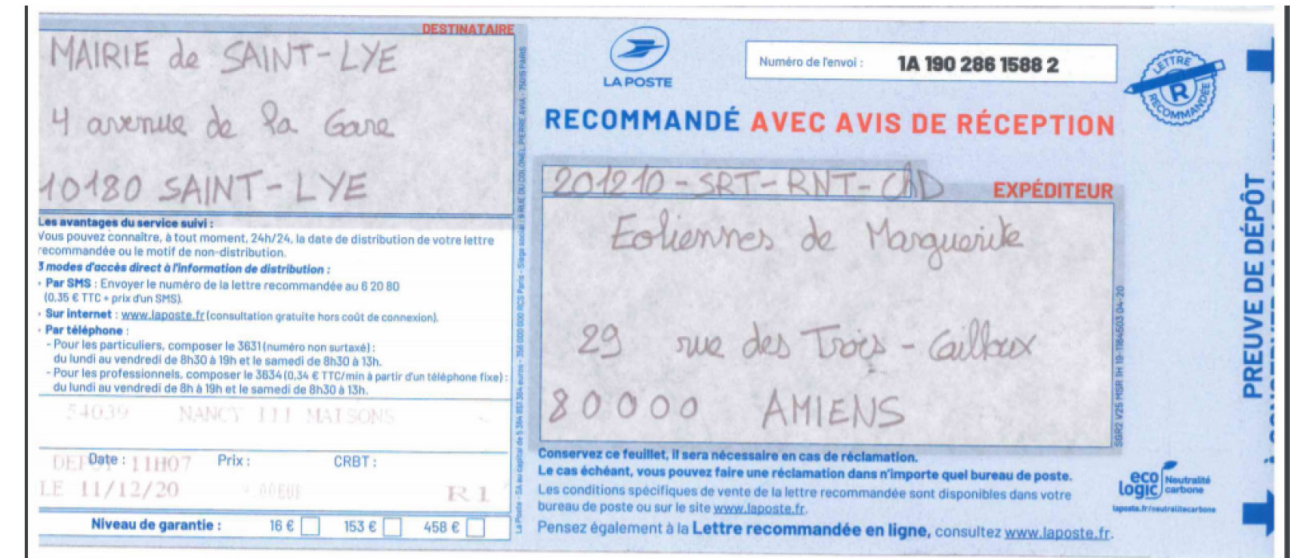 DESTINATAIRE
MAIRIE de SAINT-LYE
4 avenue de la Gare
10180 SAINT-LYE
Les avantages du service suivi :
Vous pouvez connaître, à tout moment, 24h/24, la date de distribution de votre lettre
recommandée ou le motif de non-distribution.
3 modes d'accès direct à l'information de distribution :
· Par SMS : Envoyer le numéro de la lettre recommandée au 6 20 80
(0,35 € TTC + prix d'un SMS).
· Sur internet : www.laposte.fr (consultation gratuite hors coût de connexion).
· Par téléphone :
- Pour les particuliers, composer le 3631 (numéro non surtaxé) :
du lundi au vendredi de 8h30 à 19h et le samedi de 8h30 à 13h.
- Pour les professionnels, composer le 3634 (0,34 € TTC/min à partir d'un téléphone fixe) :
du lundi au vendredi de 8h à 19h et le samedi de 8h30 à 13h.
54039 NANCY III MAISONS
Date : 11H07 Prix : CRBT :
LE 11/12/20 R1
Niveau de garantie : 16 € 153 € 458 €
LA POSTE
Numéro de l'envoi : 1A 190 286 1588 2
LETTRE
R
RECOMMANDÉE
RECOMMANDÉ AVEC AVIS DE RÉCEPTION
201210-SRT-RNT-CAD
EXPÉDITEUR
Eoliennes de Marguerite
29 rue des Trois-Cailloux
80000 AMIENS
SGR2 V25 MSR IH 19-1184603 04-20
Conservez ce feuillet, il sera nécessaire en cas de réclamation.
Le cas échéant, vous pouvez faire une réclamation dans n'importe quel bureau de poste.
Les conditions spécifiques de vente de la lettre recommandée sont disponibles dans votre
bureau de poste ou sur le site www.laposte.fr.
Pensez également à la Lettre recommandée en ligne, consultez www.laposte.fr.
eco logic Neutralité carbone
laposte.fr/neutralitecarbone
PREUVE DE DÉPÔT